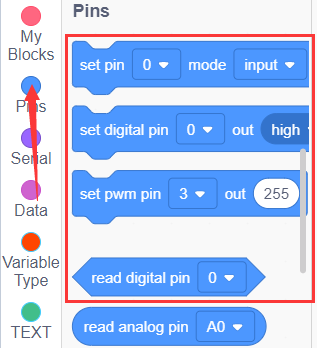 Pins
My
Blocks
Pins
Serial
Data
Variable
Type
TEXT
set pin 0 mode input
set digital pin 0 out high
set pwm pin 3 out 255
read digital pin 0
read analog pin A0